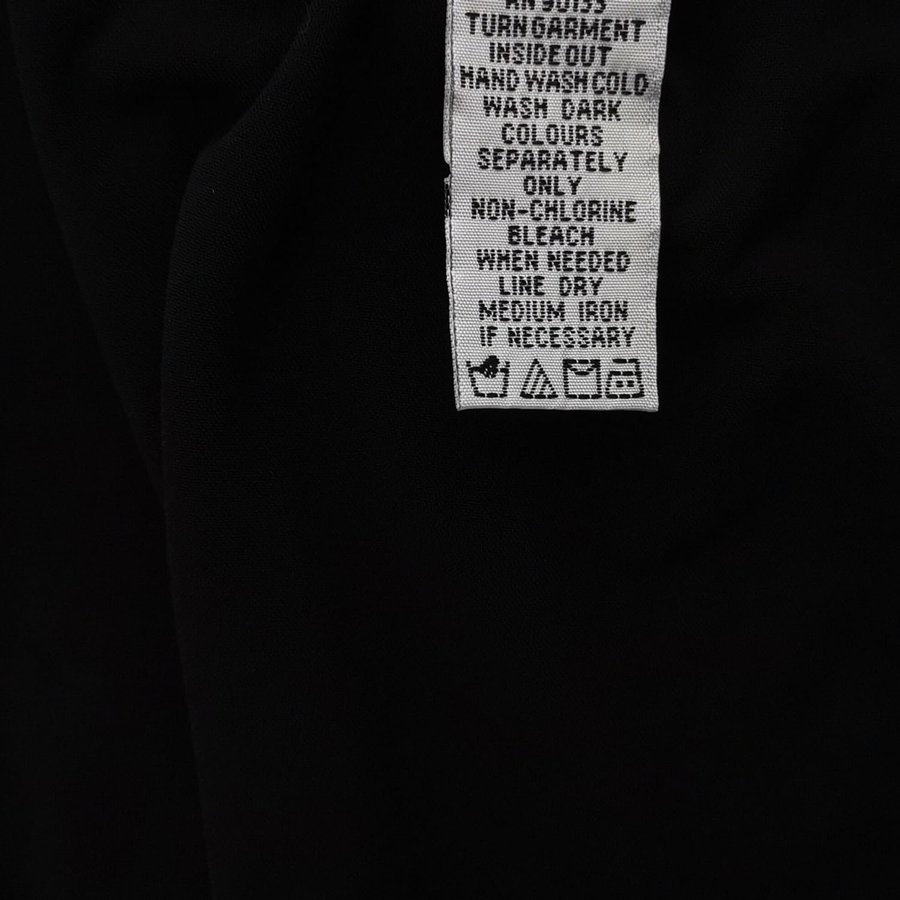 TURN GARMENT
INSIDE OUT
HAND WASH COLD
WASH DARK
COLOURS
SEPARATELY
ONLY
NON-CHLORINE
BLEACH
WHEN NEEDED
LINE DRY
MEDIUM IRON
IF NECESSARY